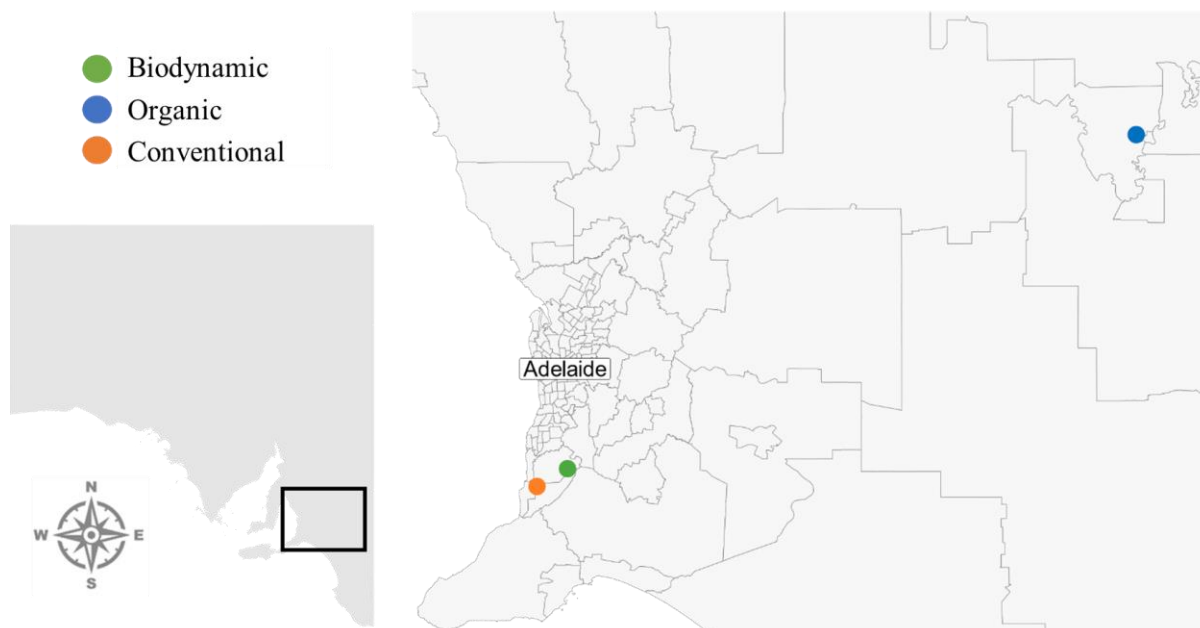 Biodynamic
Organic
Conventional
Adelaide
N
W E
S